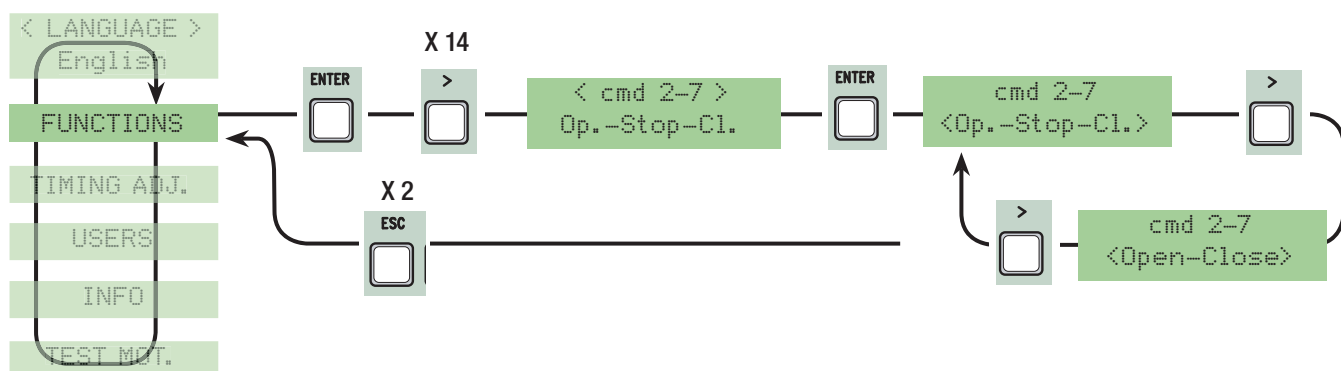 < LANGUAGE >
English
FUNCTIONS
TIMING ADJ.
USERS
INFO
TEST MOT.
ENTER
X 14
>
< cmd 2–7 >
Op.–Stop–Cl.
ENTER
cmd 2–7
<Op.–Stop–Cl.>
>
X 2
ESC
>
cmd 2–7
<Open–Close>